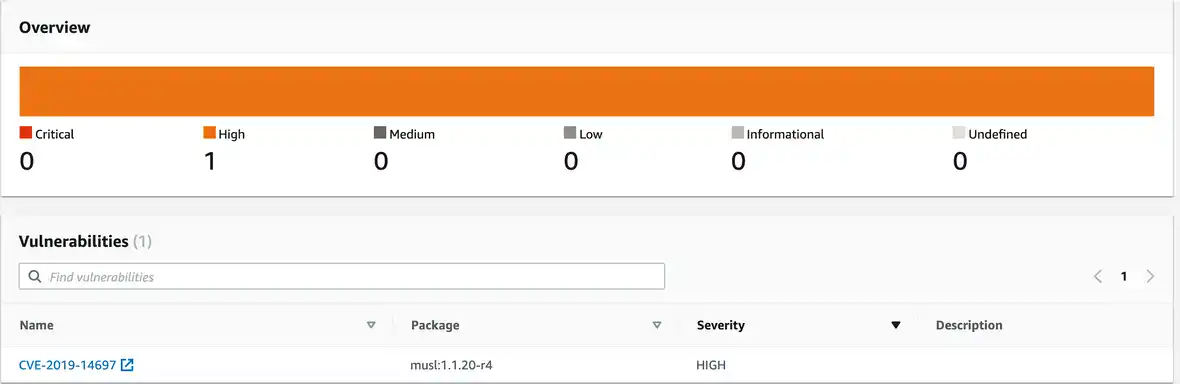 Overview
Critical High Medium Low Informational Undefined
0 1 0 0 0 0
Vulnerabilities (1)
Find vulnerabilities
1
Name Package Severity Description
CVE-2019-14697 musl:1.1.20-r4 HIGH